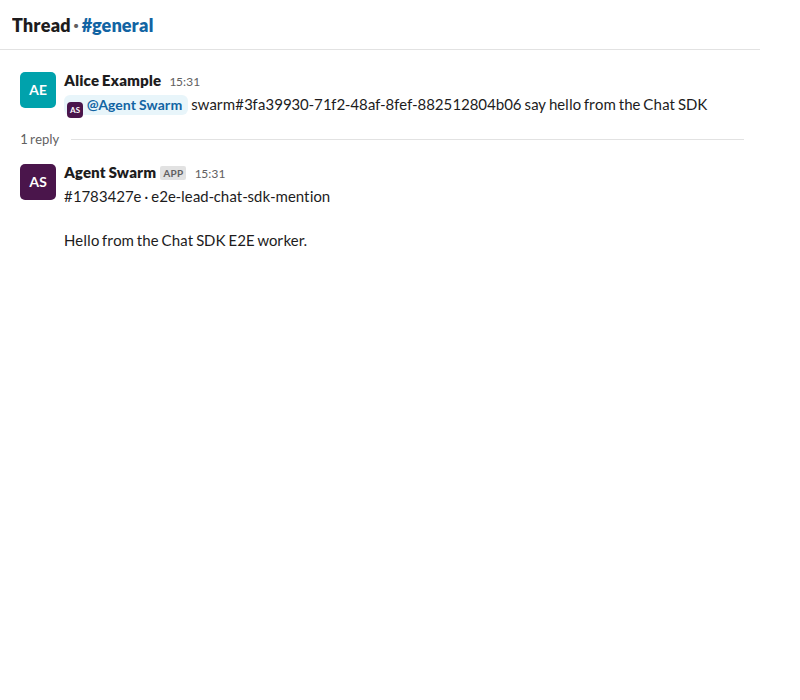 Thread • #general
AE
Alice Example 15:31
AS @Agent Swarm swarm#3fa39930-71f2-48af-8fef-882512804b06 say hello from the Chat SDK
1 reply
AS
Agent Swarm APP 15:31
#1783427e · e2e-lead-chat-sdk-mention
Hello from the Chat SDK E2E worker.